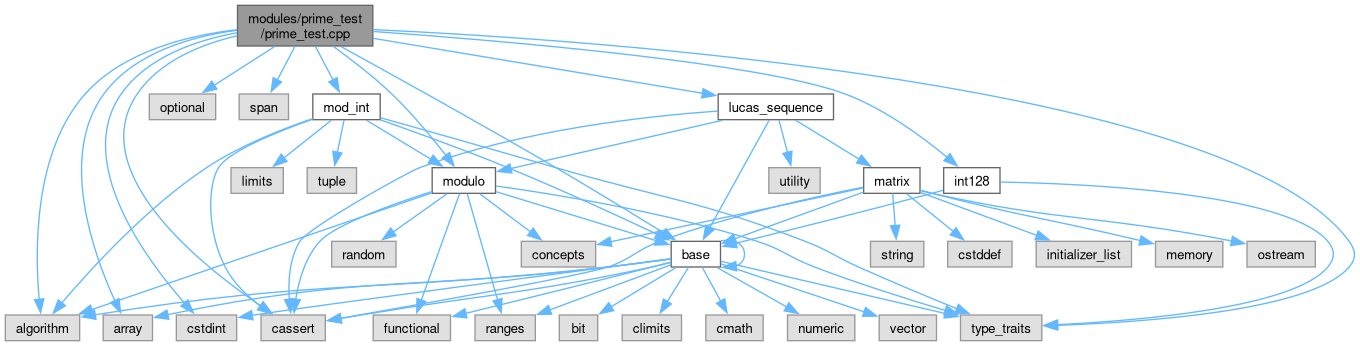 modules/prime_test
/prime_test.cpp
optional
span
mod_int
lucas_sequence
limits
tuple
modulo
utility
matrix
int128
random
concepts
base
string
cstddef
initializer_list
memory
ostream
algorithm
array
cstdint
cassert
functional
ranges
bit
climits
cmath
numeric
vector
type_traits